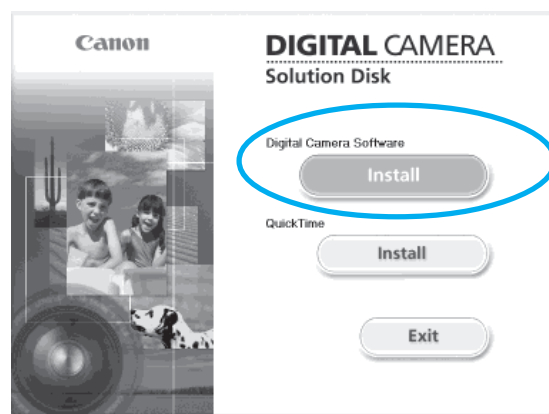 Canon
DIGITAL CAMERA
Solution Disk
Digital Camera Software
Install
QuickTime
Install
Exit